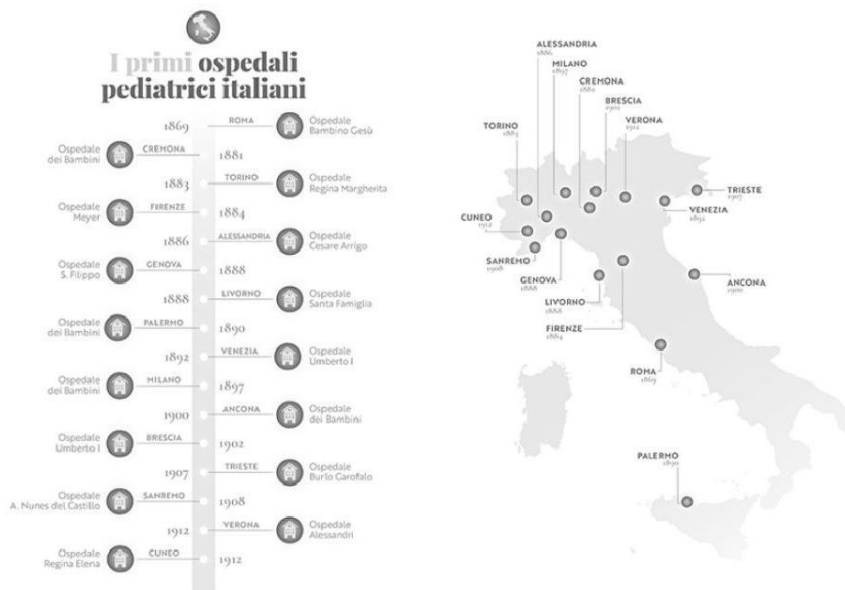 I primi ospedali
pediatrici italiani
1869
ROMA
Ospedale
Bambino Gesù
Ospedale
dei Bambini
CREMONA
1881
1883
TORINO
Ospedale
Regina Margherita
Ospedale
Meyer
FIRENZE
1884
1886
ALESSANDRIA
Ospedale
Cesare Arrigo
Ospedale
S. Filippo
GENOVA
1888
1888
LIVORNO
Ospedale
Santa Famiglia
Ospedale
dei Bambini
PALERMO
1890
1892
VENEZIA
Ospedale
Umberto I
Ospedale
dei Bambini
MILANO
1897
1900
ANCONA
Ospedale
dei Bambini
Ospedale
Umberto I
BRESCIA
1902
1907
TRIESTE
Ospedale
Burlo Garofalo
Ospedale
A. Nunes del Castillo
SANREMO
1908
1912
VERONA
Ospedale
Alessandri
Ospedale
Regina Elena
CUNEO
1912
ALESSANDRIA
1886
MILANO
1897
CREMONA
1881
BRESCIA
1902
VERONA
1912
TORINO
1883
TRIESTE
1907
VENEZIA
1892
CUNEO
1912
SANREMO
1908
GENOVA
1888
ANCONA
1900
LIVORNO
1888
FIRENZE
1884
ROMA
1869
PALERMO
1890